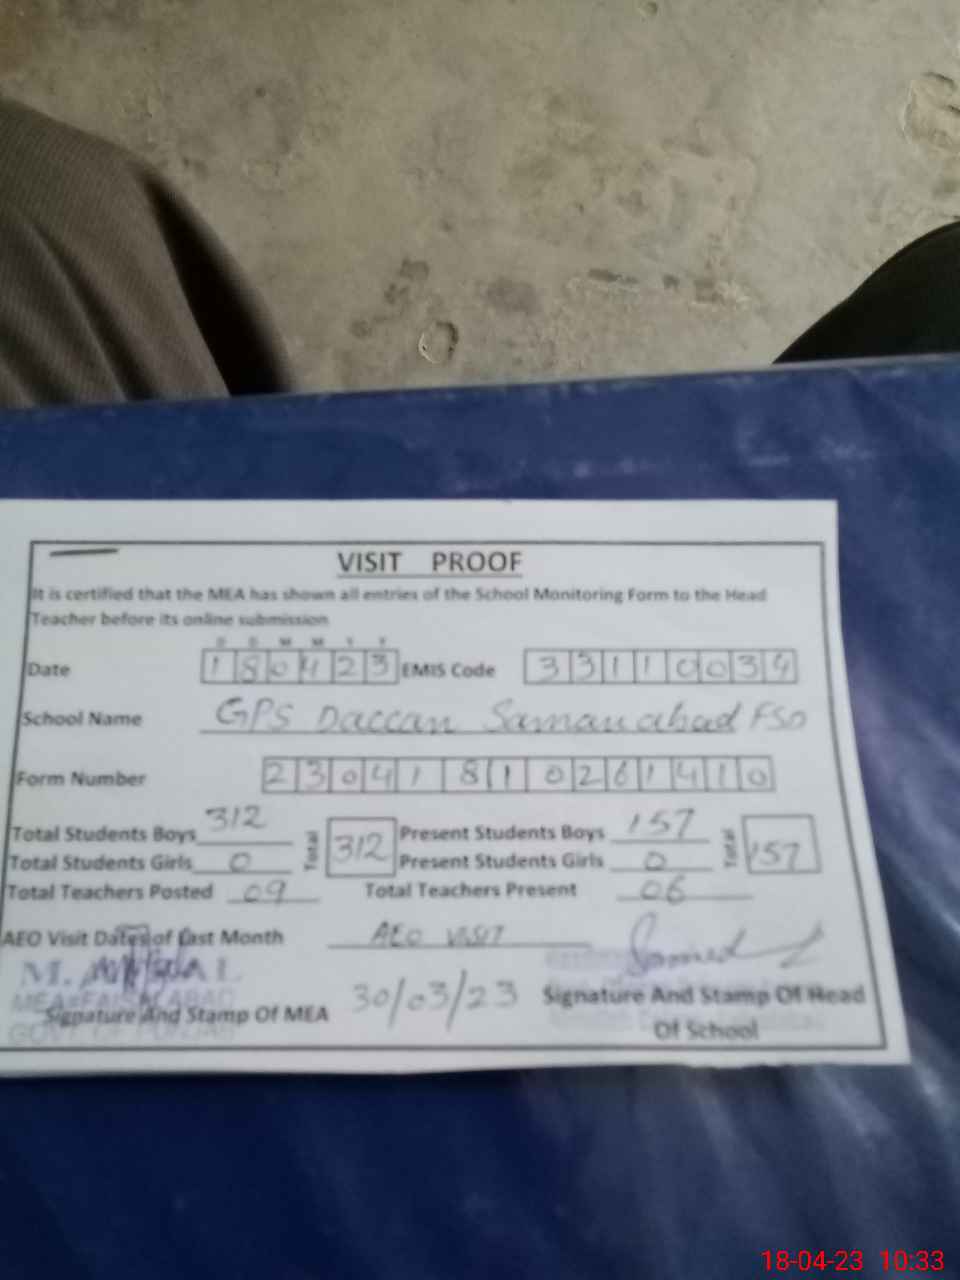 VISIT PROOF
It is certified that the MEA has shown all entries of the School Monitoring Form to the Head
Teacher before its online submission
D D M M Y Y
Date 180423 EMIS Code 33110034
School Name GPS Daccan Samanabad FSD
Form Number 23041810261410
Total Students Boys 312 Total 312 Present Students Boys 157 Total 157
Total Students Girls 0 Present Students Girls 0
Total Teachers Posted 09 Total Teachers Present 06
AEO Visit Dates of Last Month AEO VISIT
30/03/23
MEA FAISALABAD
Signature And Stamp Of MEA
Signature And Stamp Of Head
Of School
18-04-23 10:33